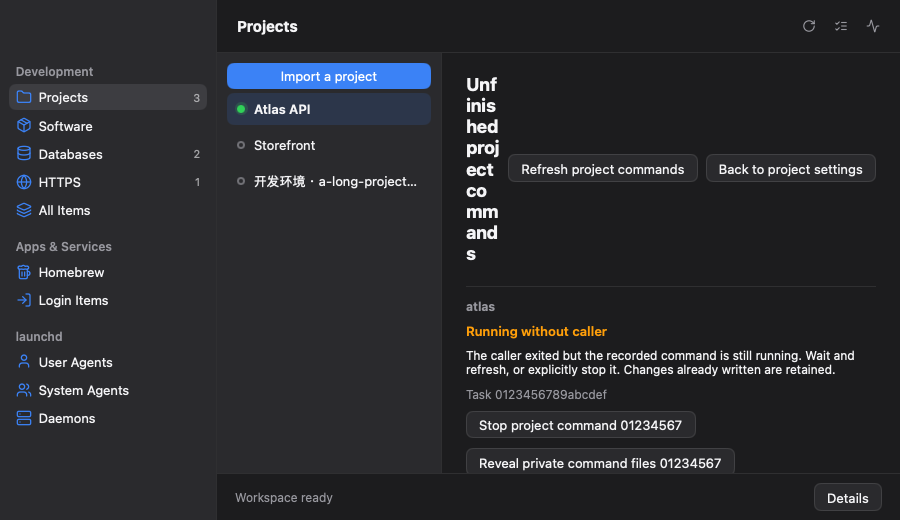 Projects
Development
Projects 3
Software
Databases 2
HTTPS 1
All Items
Apps & Services
Homebrew
Login Items
launchd
User Agents
System Agents
Daemons
Import a project
Atlas API
Storefront
开发环境 · a-long-project...
Unf
inis
hed
proj
ect
co
mm
and
s
Refresh project commands
Back to project settings
atlas
Running without caller
The caller exited but the recorded command is still running. Wait and
refresh, or explicitly stop it. Changes already written are retained.
Task 0123456789abcdef
Stop project command 01234567
Reveal private command files 01234567
Workspace ready
Details